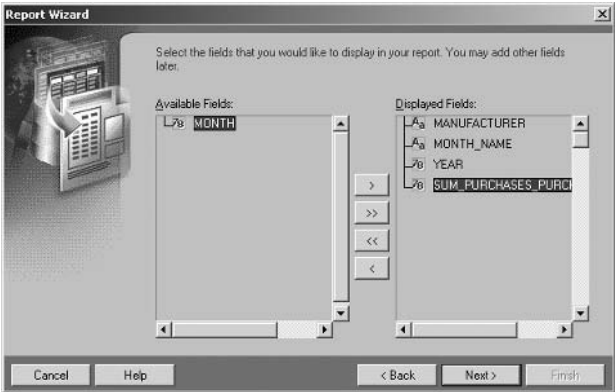 Report Wizard
Select the fields that you would like to display in your report. You may add other fields
later.
Available Fields:
Displayed Fields:
MONTH
MANUFACTURER
MONTH_NAME
YEAR
SUM_PURCHASES_PURCH
>
>>
<<
<
Cancel
Help
< Back
Next >
Finish